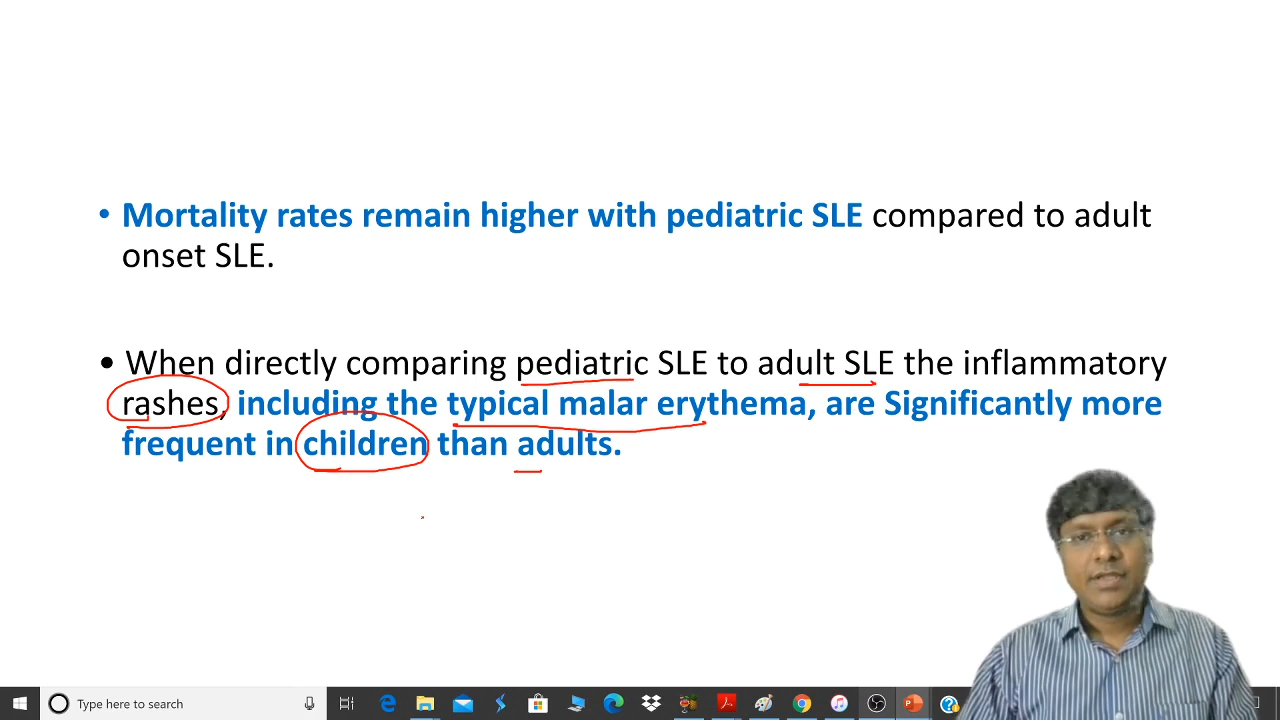 • Mortality rates remain higher with pediatric SLE compared to adult
onset SLE.
• When directly comparing pediatric SLE to adult SLE the inflammatory
rashes, including the typical malar erythema, are Significantly more
frequent in children than adults.
Type here to search